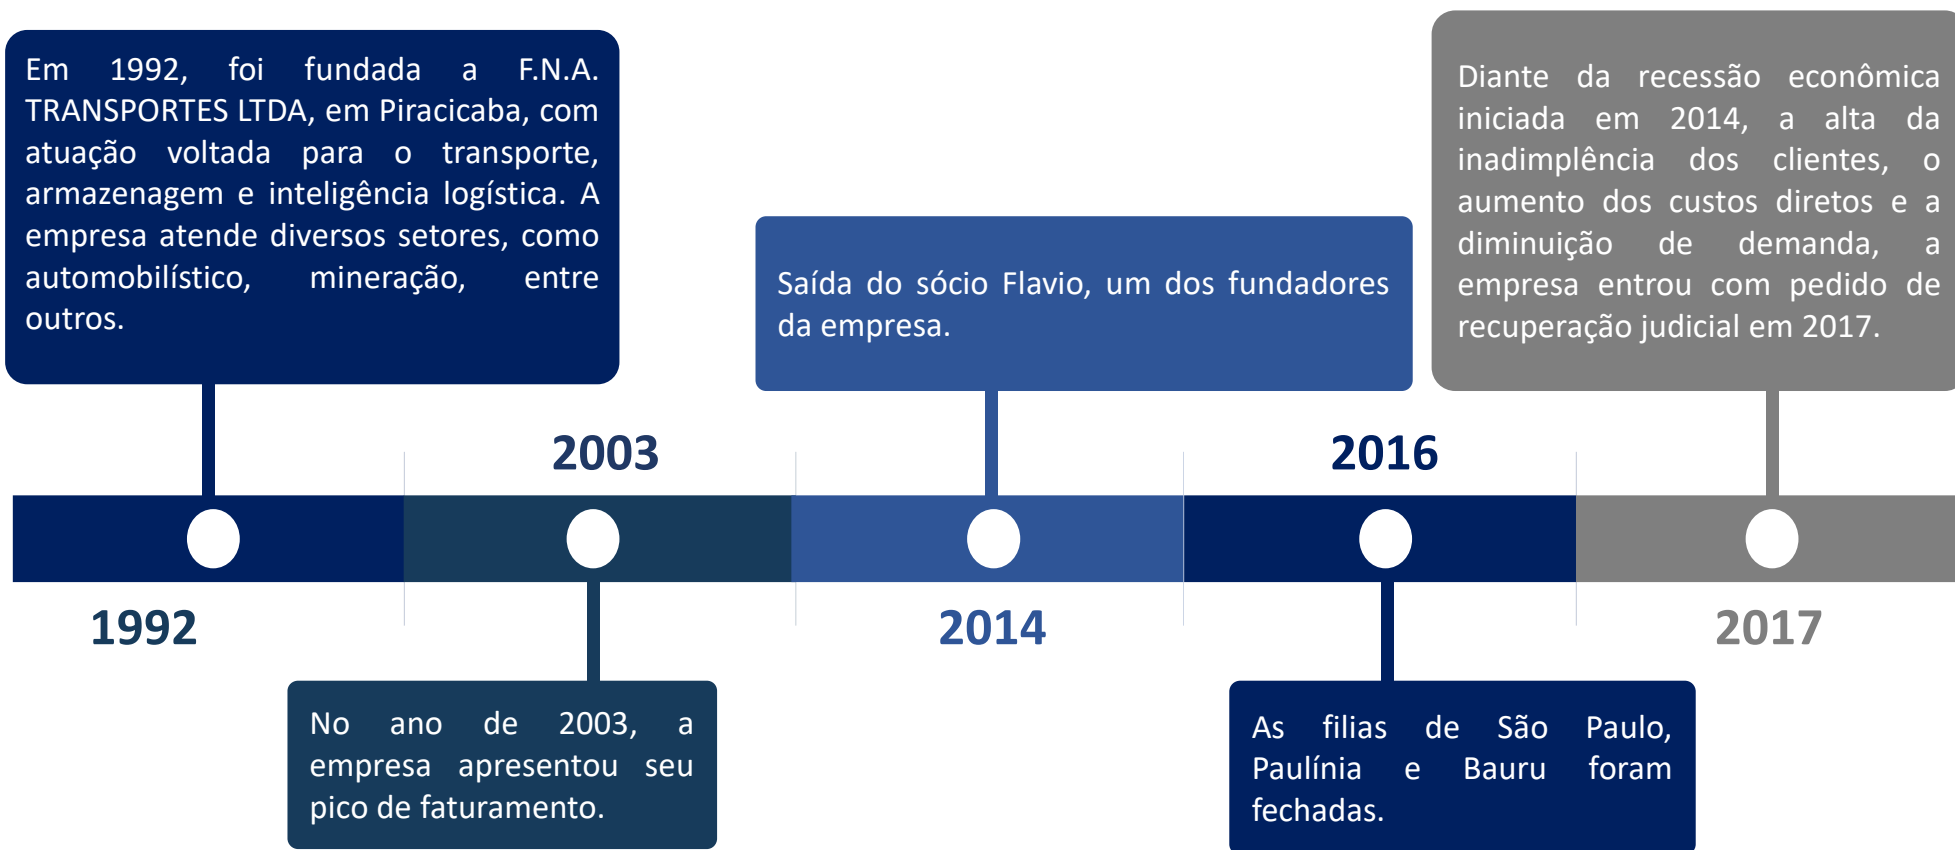 Em 1992, foi fundada a F.N.A.
TRANSPORTES LTDA, em Piracicaba, com
atuação voltada para o transporte,
armazenagem e inteligência logística. A
empresa atende diversos setores, como
automobilístico, mineração, entre
outros.
Saída do sócio Flavio, um dos fundadores
da empresa.
Diante da recessão econômica
iniciada em 2014, a alta da
inadimplência dos clientes, o
aumento dos custos diretos e a
diminuição de demanda, a
empresa entrou com pedido de
recuperação judicial em 2017.
2003
2016
1992
2014
2017
No ano de 2003, a
empresa apresentou seu
pico de faturamento.
As filias de São Paulo,
Paulínia e Bauru foram
fechadas.